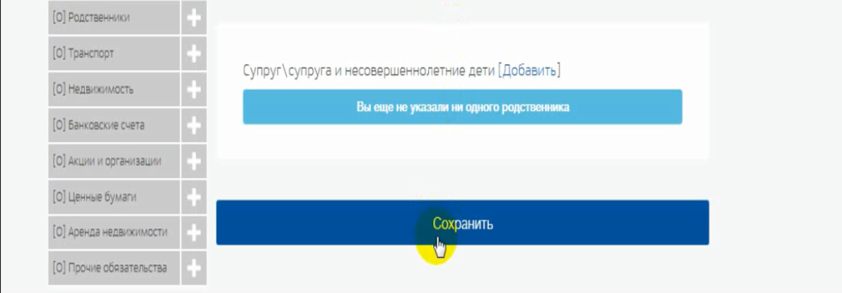 [0] Родственники
[0] Транспорт
[0] Недвижимость
[0] Банковские счета
[0] Акции и организации
[0] Ценные бумаги
[0] Аренда недвижимости
[0] Прочие обязательства
Супруг\супруга и несовершеннолетние дети [Добавить]
Вы еще не указали ни одного родственника
Сохранить